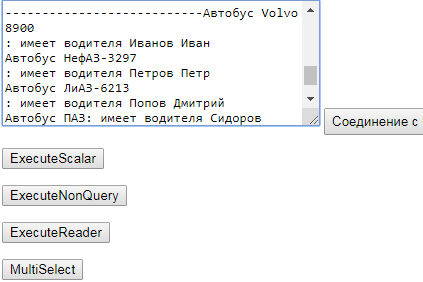 --------------------------Автобус Volvo
8900
: имеет водителя Иванов Иван
Автобус НефАЗ-3297
: имеет водителя Петров Петр
Автобус ЛиАЗ-6213
: имеет водителя Попов Дмитрий
Автобус ПАЗ: имеет водителя Сидоров
Соединение с
ExecuteScalar
ExecuteNonQuery
ExecuteReader
MultiSelect